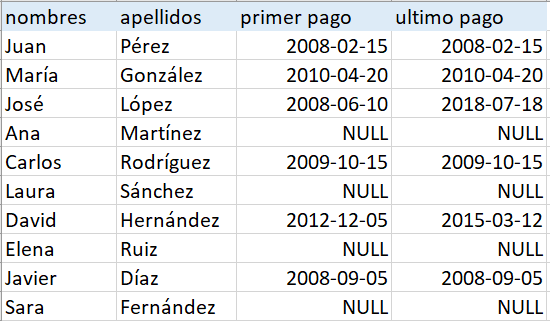 nombres apellidos primer pago ultimo pago
Juan Pérez 2008-02-15 2008-02-15
María González 2010-04-20 2010-04-20
José López 2008-06-10 2018-07-18
Ana Martínez NULL NULL
Carlos Rodríguez 2009-10-15 2009-10-15
Laura Sánchez NULL NULL
David Hernández 2012-12-05 2015-03-12
Elena Ruiz NULL NULL
Javier Díaz 2008-09-05 2008-09-05
Sara Fernández NULL NULL